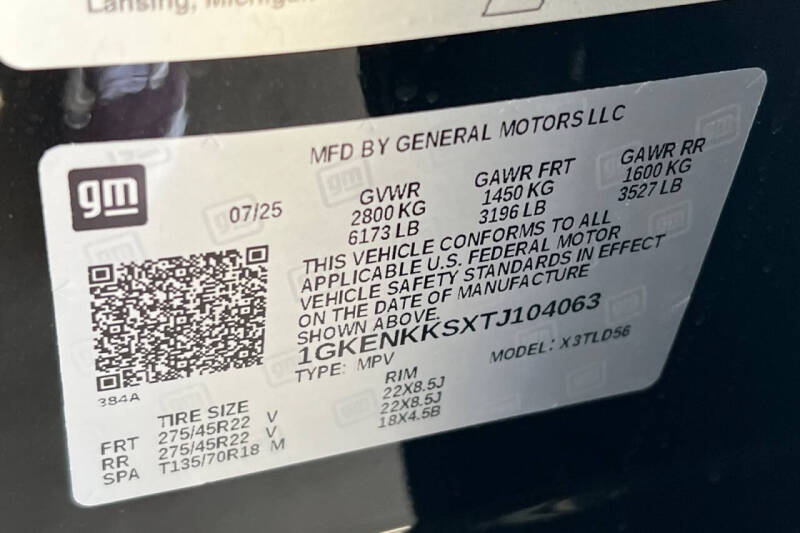 Lansing, Michigan
gm
MFD BY GENERAL MOTORS LLC
07/25
GVWR
2800 KG
6173 LB
GAWR FRT
1450 KG
3196 LB
GAWR RR
1600 KG
3527 LB
THIS VEHICLE CONFORMS TO ALL
APPLICABLE U.S. FEDERAL MOTOR
VEHICLE SAFETY STANDARDS IN EFFECT
ON THE DATE OF MANUFACTURE
SHOWN ABOVE.
1GKENKKSXTJ104063
TYPE: MPV
MODEL: X3TLD56
384A
TIRE SIZE
RIM
FRT 275/45R22 V 22X8.5J
RR 275/45R22 V 22X8.5J
SPA T135/70R18 M 18X4.5B